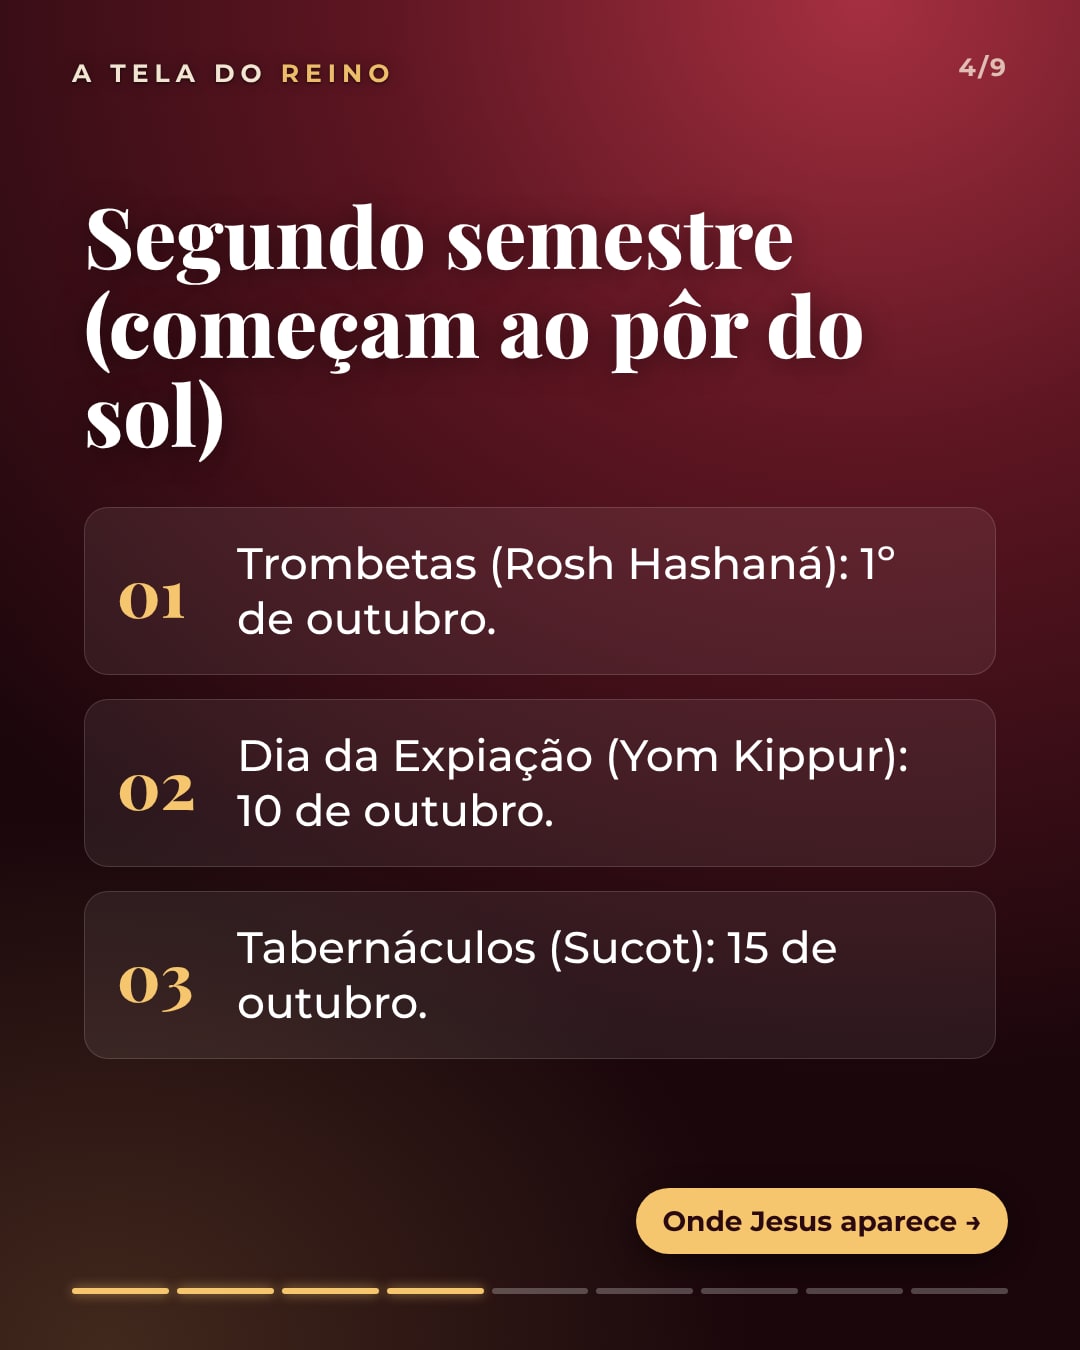 A TELA DO REINO
4/9
Segundo semestre
(começam ao pôr do
sol)
01
Trombetas (Rosh Hashaná): 1º
de outubro.
02
Dia da Expiação (Yom Kippur):
10 de outubro.
03
Tabernáculos (Sucot): 15 de
outubro.
Onde Jesus aparece →